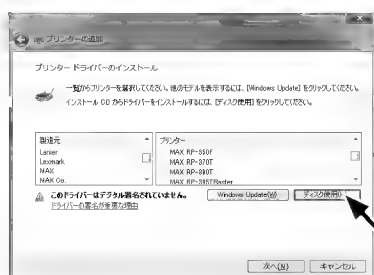 プリンターの追加
プリンター ドライバーのインストール
一覧からプリンターを選択してください。他のモデルを表示するには、[Windows Update] をクリックしてください。
インストール CD からドライバーをインストールするには、[ディスク使用] をクリックしてください。
製造元
Lanier
Lexmark
MAX
MAX Co.
プリンター
MAX RP-350F
MAX RP-370T
MAX RP-380T
MAX RP-385TRaster
このドライバーはデジタル署名されていません。
ドライバーの署名が重要な理由
Windows Update(W)
ディスク使用(H)...
次へ(N)
キャンセル